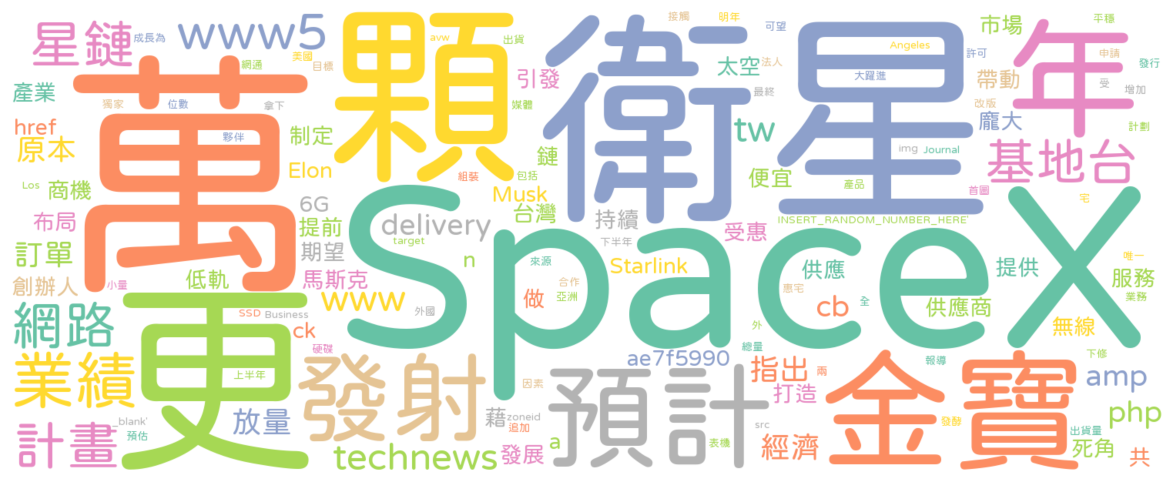 星鏈
成長為
www5
顆
avw
出貨
衛星
接觸
明年
可望
市場
平穩
年
美國
目標
網通
引發
太空
法人
Angeles
許可
申請
發行
產業
萬
獨家
位數
拿下
媒體
大躍進
最終
帶動
受
增加
改版
href
原本
夥伴
制定
鏈
tw
龐大
計劃
img
Journal
Los
商機
Elon
組裝
包括
便宜
產品
基地台
首圖
宅
6G
Musk
布局
提前
delivery
台灣
持續
受惠
INSERT_RANDOM_NUMBER_HERE'
訂單
期望
target
下半年
SpaceX
唯一
低軌
馬斯克
n
來源
Starlink
供應
提供
服務
創辦人
小量
合作
亞洲
做
惠宅
全
業務
www
cb
供應商
網路
更
SSD
Business
外國
外
無線
ck
硬碟
總量
下修
業績
上半年
發射
ae7f5990
指出
兩
報導
amp
因素
預計
打造
金寶
_blank'
預估
放量
藉
zoneid
追加
src
發酵
php
計畫
technews
發展
a
表機
經濟
出貨量
死角
共